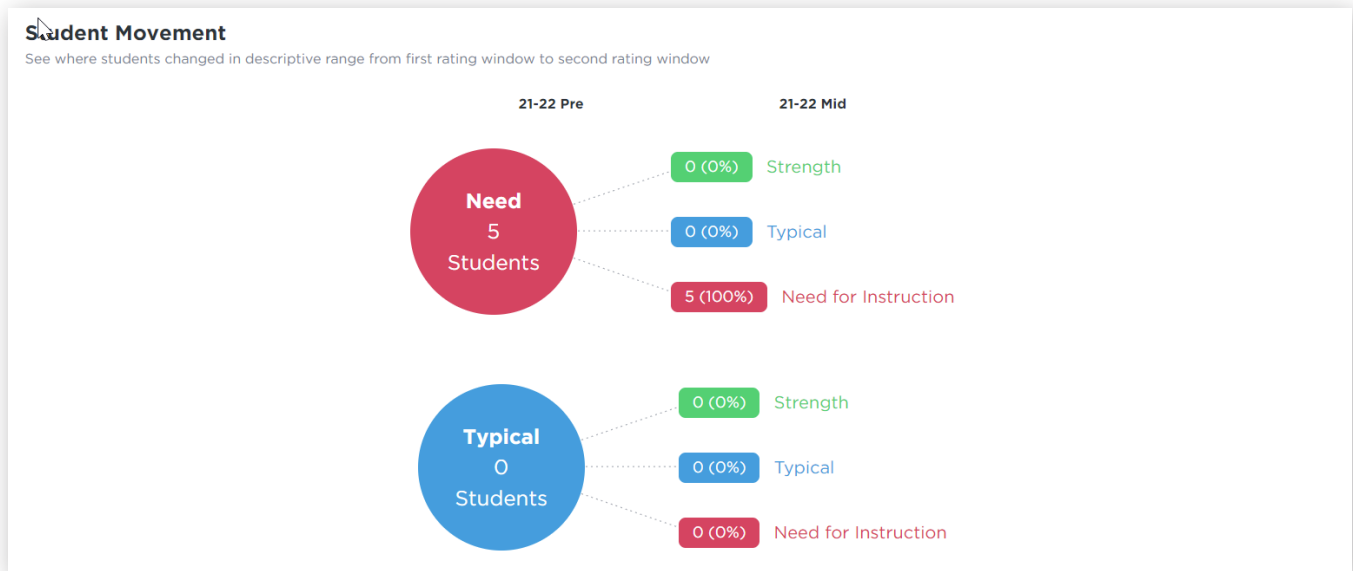 Student Movement
See where students changed in descriptive range from first rating window to second rating window
21-22 Pre
21-22 Mid
Need
5
Students
0 (0%) Strength
0 (0%) Typical
5 (100%) Need for Instruction
Typical
0
Students
0 (0%) Strength
0 (0%) Typical
0 (0%) Need for Instruction